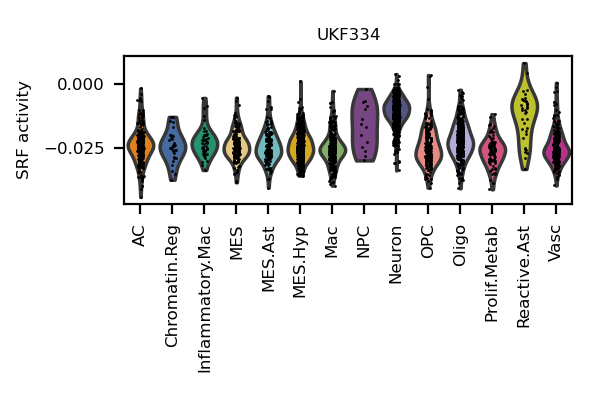 UKF334
SRF activity
0.000
−0.025
AC
Chromatin.Reg
Inflammatory.Mac
MES
MES.Ast
MES.Hyp
Mac
NPC
Neuron
OPC
Oligo
Prolif.Metab
Reactive.Ast
Vasc